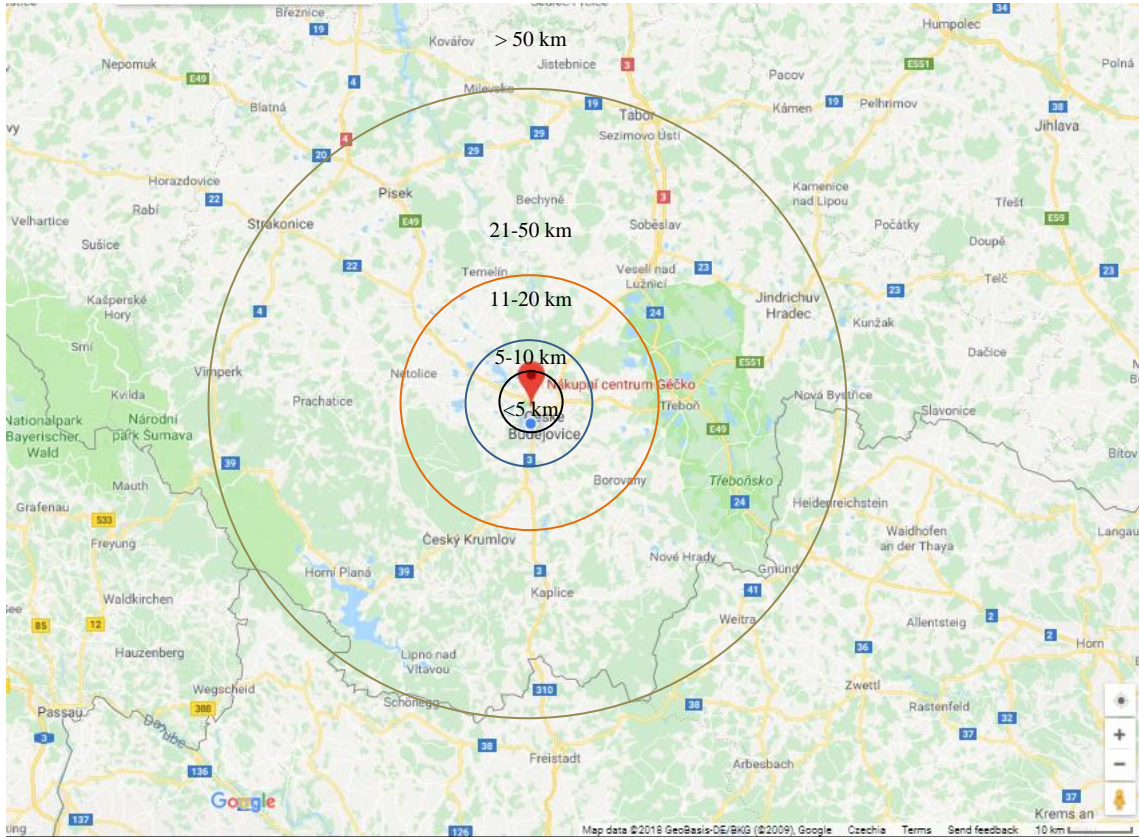 Březnice
34
19
Humpolec
Kovářov
> 50 km
Nepomuk
E49
Jistebnice
3
E551
Polná
4
Pacov
Milevsko
Blatná
19
Kámen
19
Pelhřimov
38
vy
Tábor
Jihlava
4
29
Sezimovo Ústí
20
29
Horazdovice
22
Písek
3
Kamenice
nad Lipou
Rabí
Bechyně
Třešť
Velhartice
Strakonice
E49
Soběslav
Počátky
E59
Sušice
21-50 km
Doupě
22
Temelín
Veselí nad
Lužnicí
23
Telč
23
Kašperské
Hory
11-20 km
Jindrichuv
Hradec
23
4
24
Kunžak
Srní
5-10 km
Dačice
Vimperk
Netolice
E551
Nákupní centrum Géčko
Kvilda
Prachatice
<5 km
Třeboň
Nová Bystřice
Slavonice
Nationalpark
Bayerischer
Wald
Národní
park Šumava
České
Budějovice
E49
39
3
Bítov
Mauth
Borovany
Třeboňsko
Grafenau
24
Heidenreichstein
533
Freyung
Český Krumlov
Waidhofen
an der Thaya
Langau
Nové Hrady
Horní Planá
39
3
Gmünd
Waldkirchen
Kaplice
41
see
85
12
Weitra
Allentsteig
2
2
Hauzenberg
Horn
Lipno nad
Vltavou
36
Wegscheid
310
Zwettl
Passau
388
Schönegg
38
Rastenfeld
32
3
Danube
38
37
Freistadt
136
Arbesbach
Google
37
137
Krems an
126
Map data ©2018 GeoBasis-DE/BKG (©2009), Google Czechia Terms Send feedback 10 km